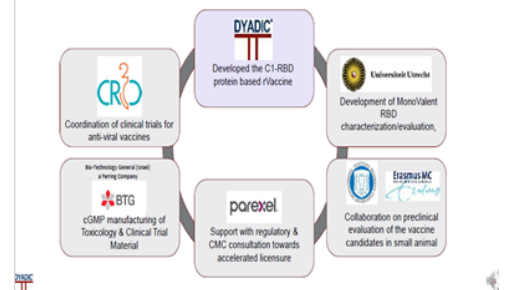 DYADIC
Developed the C1-RBD
protein based rVaccine
Universiteit Utrecht
Development of MonoValent
RBD
characterization/evaluation,
Erasmus MC
Collaboration on preclinical
evaluation of the vaccine
candidates in small animal
parexel
Support with regulatory &
CMC consultation towards
accelerated licensure
Bio-Technology General (Israel)
a Ferring Company
BTG
cGMP manufacturing of
Toxicology & Clinical Trial
Material
CR2O
Coordination of clinical trials for
anti-viral vaccines
DYADIC